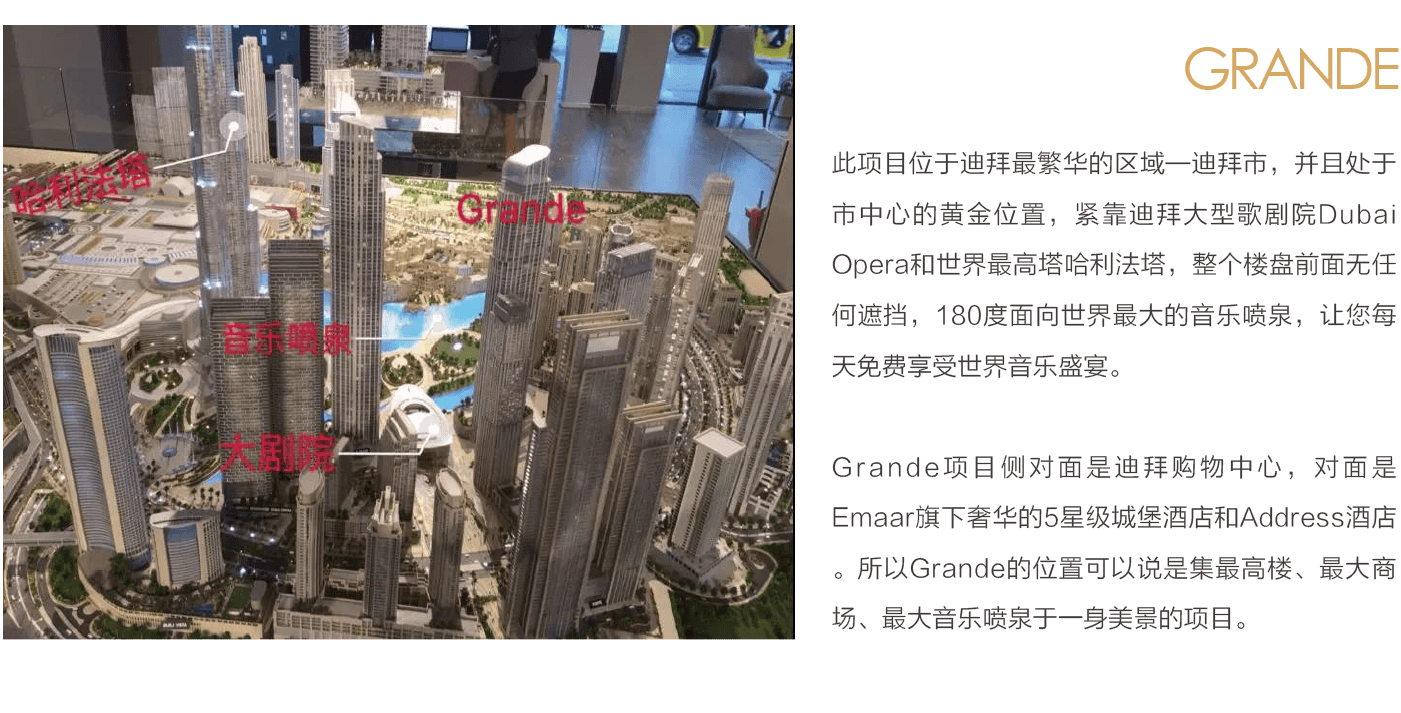 GRANDE
哈利法塔
Grande
音乐喷泉
大剧院
此项目位于迪拜最繁华的区域—迪拜市，并且处于
市中心的黄金位置，紧靠迪拜大型歌剧院Dubai
Opera和世界最高塔哈利法塔，整个楼盘前面无任
何遮挡，180度面向世界最大的音乐喷泉，让您每
天免费享受世界音乐盛宴。
Grande项目侧对面是迪拜购物中心，对面是
Emaar旗下奢华的5星级城堡酒店和Address酒店
。所以Grande的位置可以说是集最高楼、最大商
场、最大音乐喷泉于一身美景的项目。